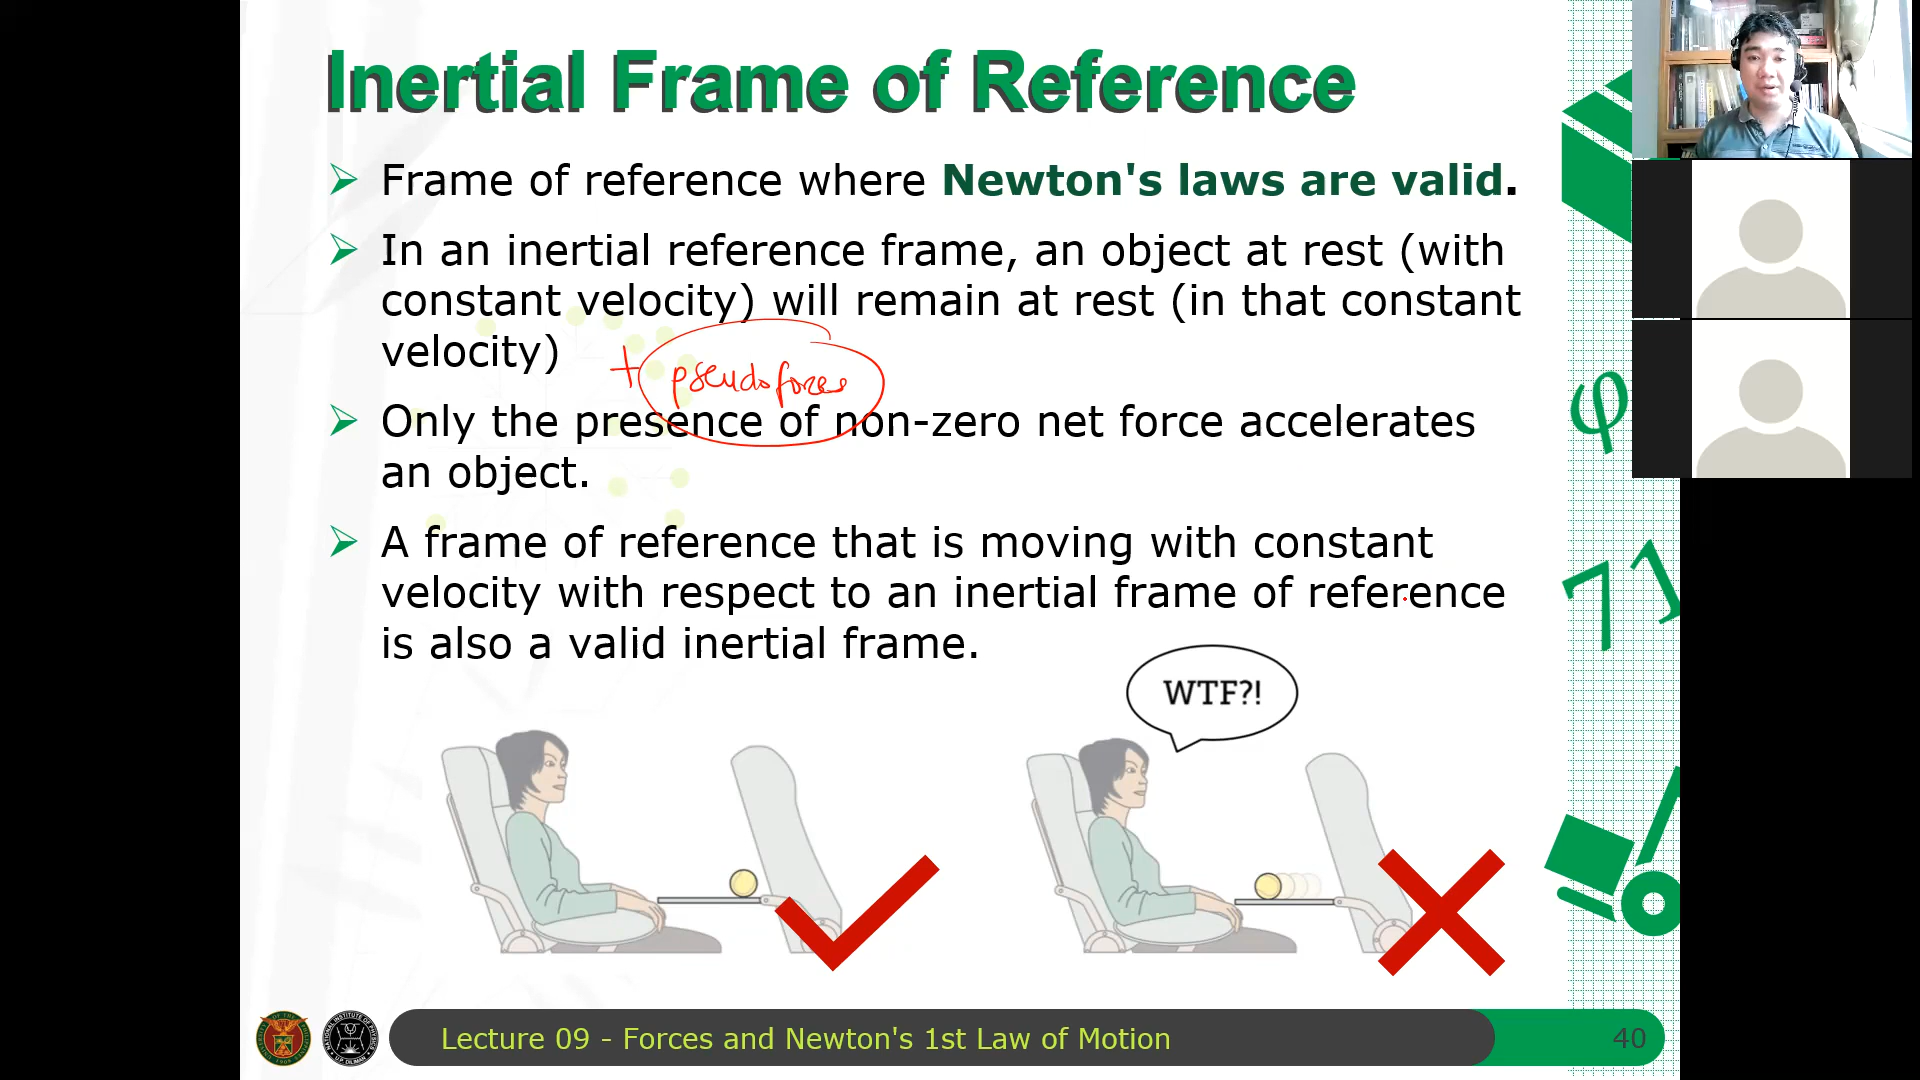 Inertial Frame of Reference
Frame of reference where Newton's laws are valid.
In an inertial reference frame, an object at rest (with
constant velocity) will remain at rest (in that constant
velocity)
+ pseudoforces
Only the presence of non-zero net force accelerates
an object.
A frame of reference that is moving with constant
velocity with respect to an inertial frame of reference
is also a valid inertial frame.
WTF?!
φ
71
Lecture 09 - Forces and Newton's 1st Law of Motion
40